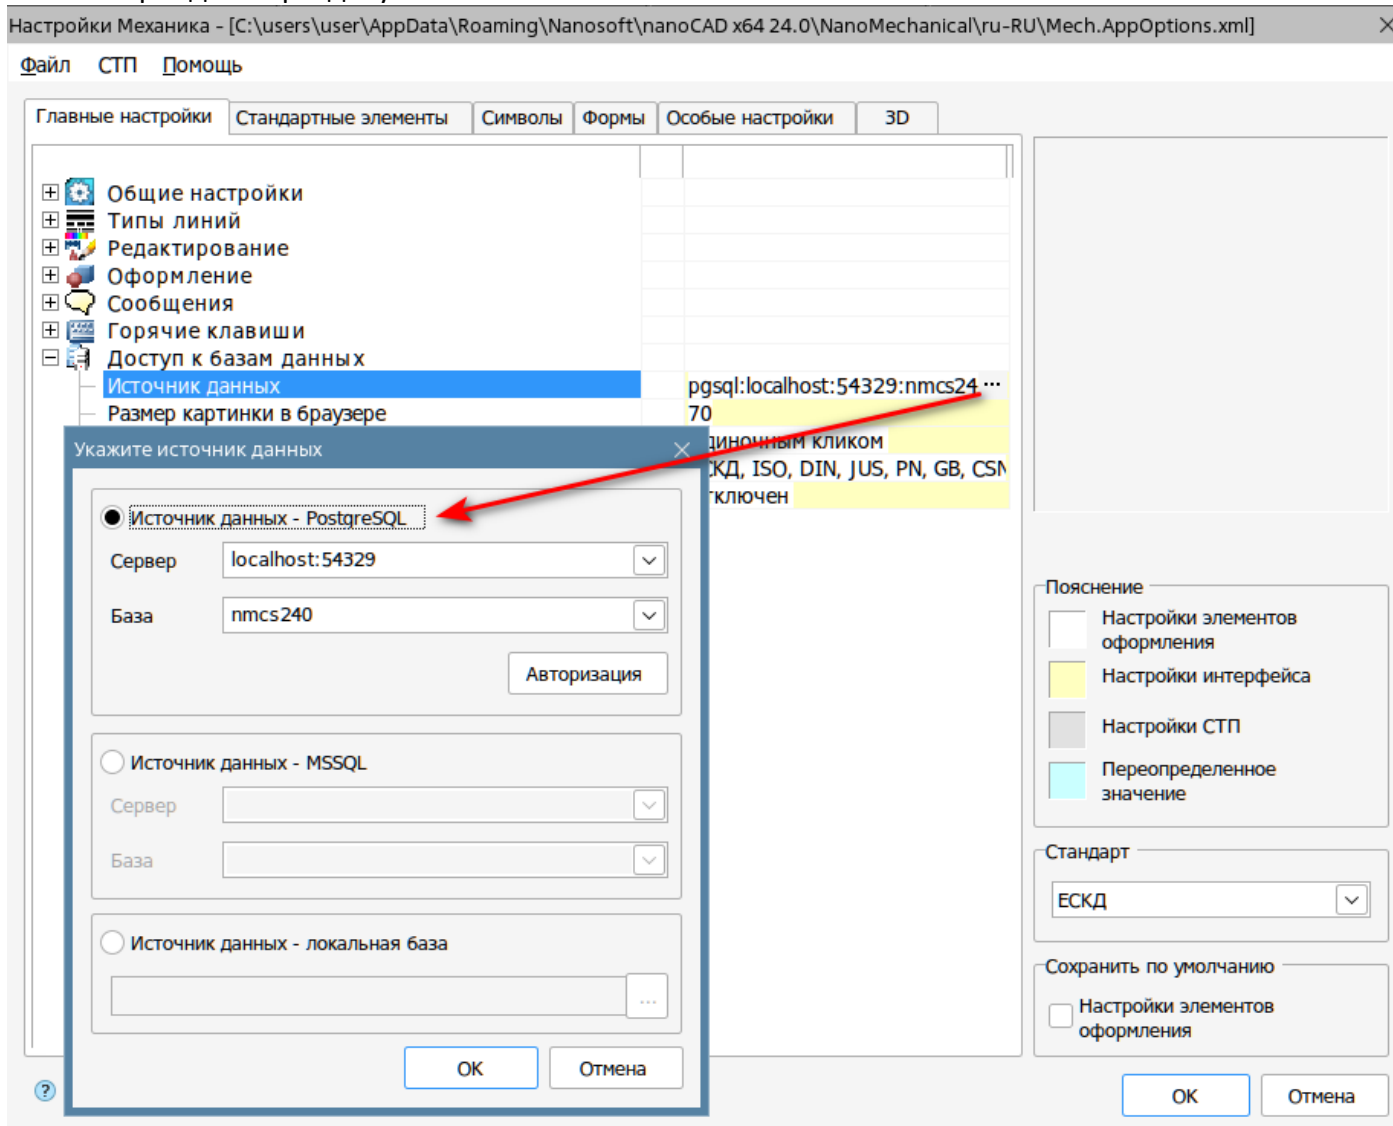 Настройки Механика - [C:\users\user\AppData\Roaming\Nanosoft\nanoCAD x64 24.0\NanoMechanical\ru-RU\Mech.AppOptions.xml]
Файл СТП Помощь
Главные настройки Стандартные элементы Символы Формы Особые настройки 3D
Общие настройки
Типы линий
Редактирование
Оформление
Сообщения
Горячие клавиши
Доступ к базам данных
Источник данных pgsql:localhost:54329:nmcs24 ...
Размер картинки в браузере 70
кликом
ISO, DIN, JUS, PN, GB, CSN
Укажите источник данных
Источник данных - PostgreSQL
Сервер localhost:54329
База nmcs240
Авторизация
Источник данных - MSSQL
Сервер
База
Источник данных - локальная база
...
ОК Отмена
Пояснение
Настройки элементов
оформления
Настройки интерфейса
Настройки СТП
Переопределенное
значение
Стандарт
ЕСКД
Сохранить по умолчанию
Настройки элементов
оформления
?
ОК Отмена